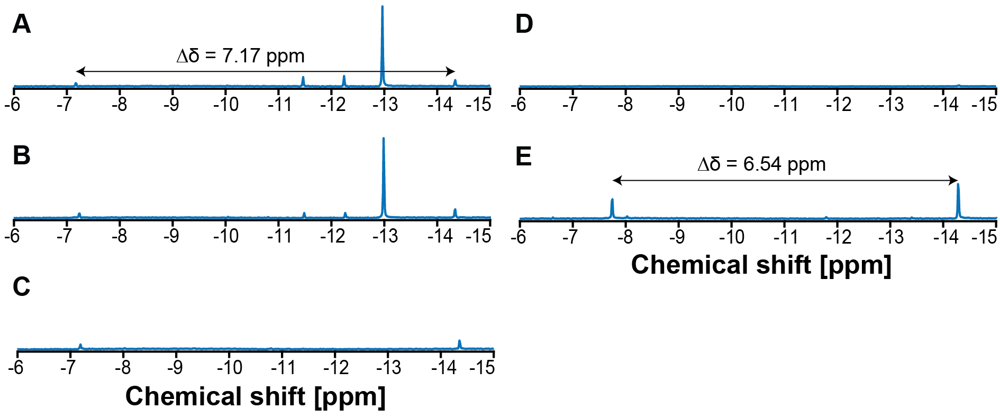 A
Δδ = 7.17 ppm
-6 -7 -8 -9 -10 -11 -12 -13 -14 -15
B
-6 -7 -8 -9 -10 -11 -12 -13 -14 -15
C
-6 -7 -8 -9 -10 -11 -12 -13 -14 -15
Chemical shift [ppm]
D
-6 -7 -8 -9 -10 -11 -12 -13 -14 -15
E
Δδ = 6.54 ppm
-6 -7 -8 -9 -10 -11 -12 -13 -14 -15
Chemical shift [ppm]